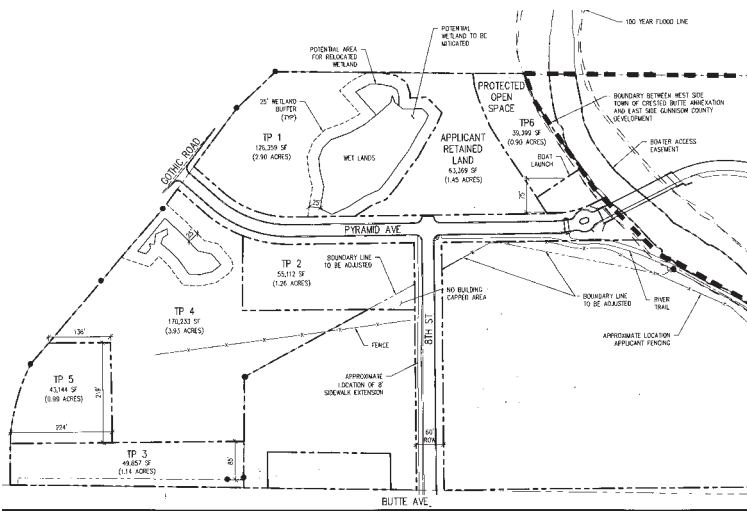 100 YEAR FLOOD LINE
POTENTIAL
WETLAND TO BE
MITIGATED
POTENTIAL AREA
FOR RELOCATED
WETLAND
25' WETLAND
BUFFER
(TYP)
PROTECTED
OPEN
SPACE
BOUNDARY BETWEEN WEST SIDE
TOWN OF CRESTED BUTTE ANNEXATION
AND EAST SIDE GUNNISON COUNTY
DEVELOPMENT
TP 1
126,359 SF
(2.90 ACRES)
TP6
39,399 SF
(0.90 ACRES)
GOTHIC ROAD
WET LANDS
APPLICANT
RETAINED
LAND
63,369 SF
(1.45 ACRES)
BOAT
LAUNCH
BOATER ACCESS
EASEMENT
75'
25'
PYRAMID AVE
25'
TP 2
55,112 SF
(1.26 ACRES)
BOUNDARY LINE
TO BE ADJUSTED
NO BUILDING
CAPPED AREA
BOUNDARY LINE
TO BE ADJUSTED
RIVER
TRAIL
TP 4
170,233 SF
(3.93 ACRES)
8TH ST
FENCE
APPROXIMATE LOCATION
APPLICANT FENCING
136'
APPROXIMATE
LOCATION OF 8'
SIDEWALK EXTENSION
TP 5
43,144 SF
(0.99 ACRES)
219'
224'
60'
ROW
TP 3
49,857 SF
(1.14 ACRES)
85'
BUTTE AVE.